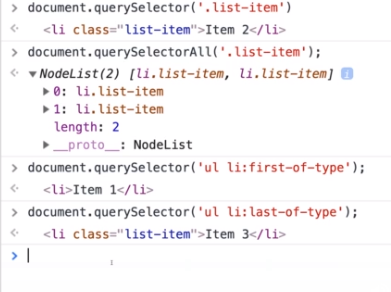 > document.querySelector('.list-item')
<li class="list-item">Item 2</li>
> document.querySelectorAll('.list-item');
▼NodeList(2) [li.list-item, li.list-item] i
▶0: li.list-item
▶1: li.list-item
length: 2
▶__proto__: NodeList
> document.querySelector('ul li:first-of-type');
<li>Item 1</li>
> document.querySelector('ul li:last-of-type');
<li class="list-item">Item 3</li>
>